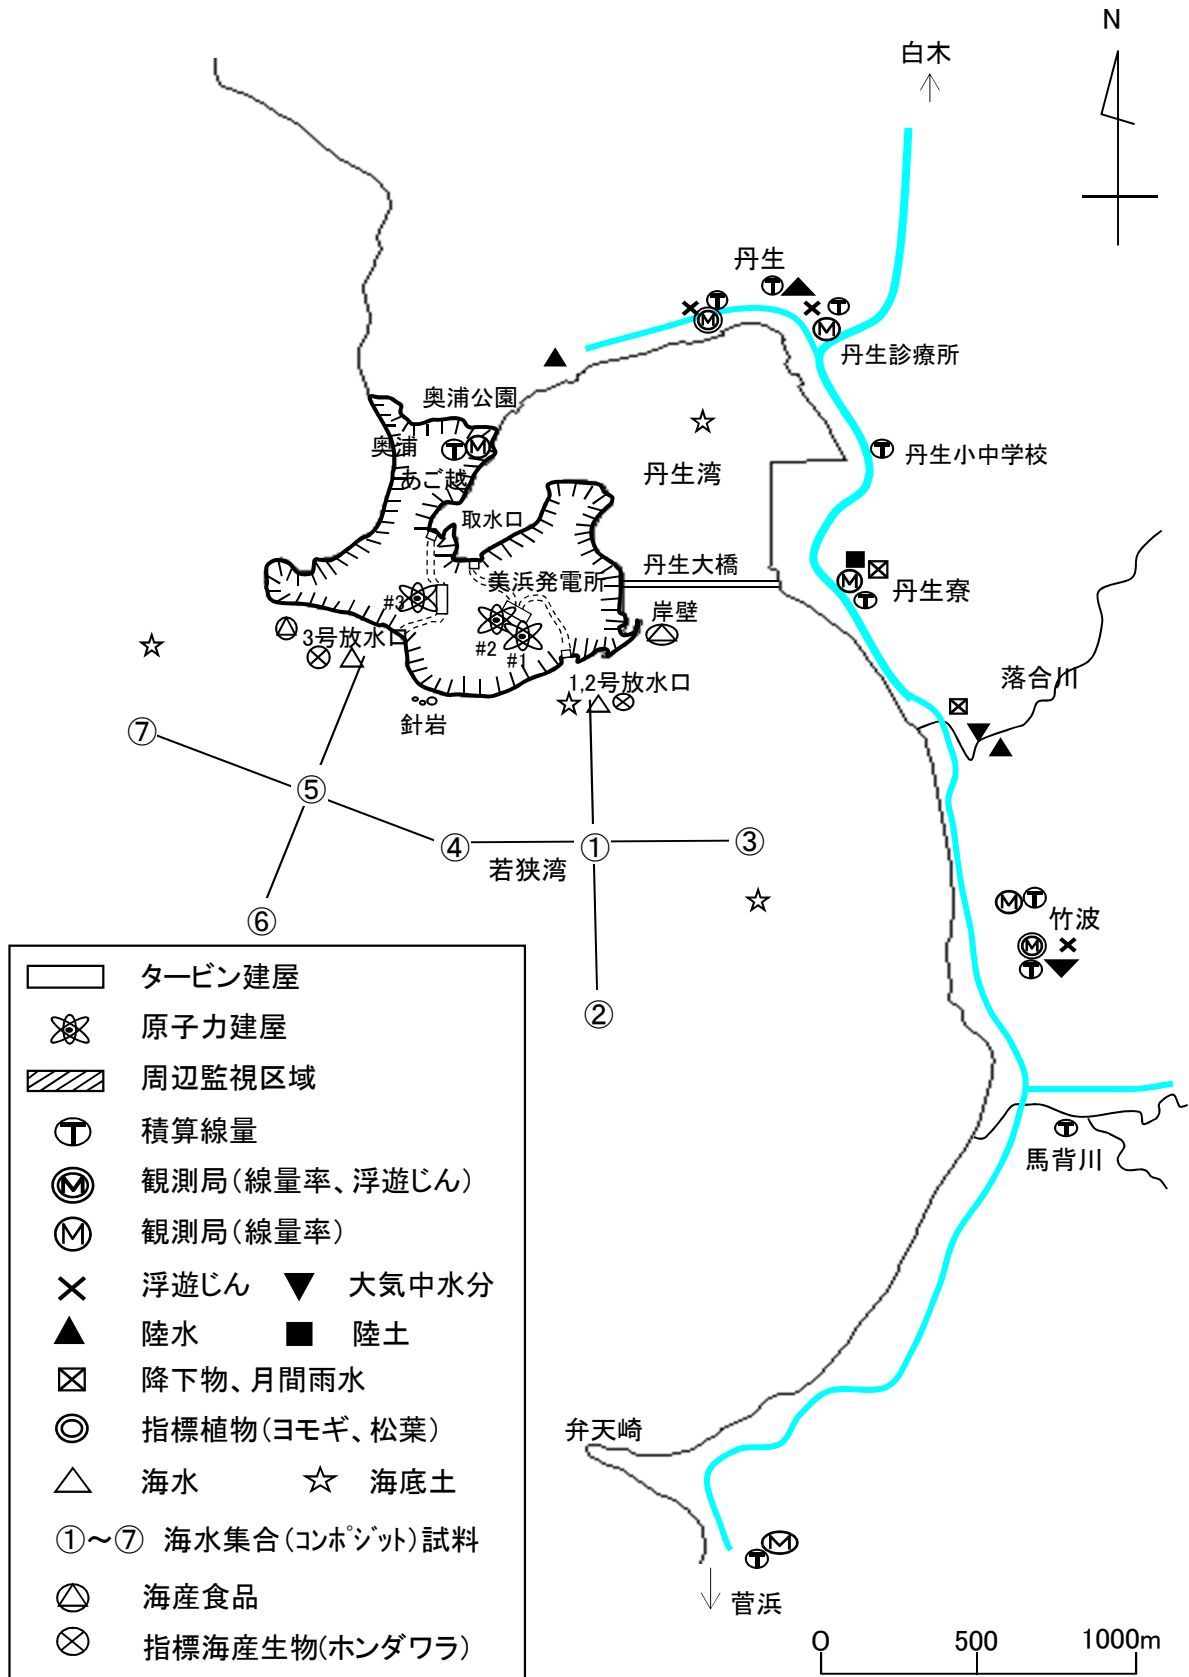 N
白木
丹生
丹生診療所
奥浦公園
奥浦
あご越
丹生小中学校
丹生湾
取水口
丹生大橋
美浜発電所
丹生寮
#3
#2
#1
岸壁
3号放水口
1,2号放水口
落合川
針岩
⑦
⑤
④
①
③
若狭湾
⑥
竹波
②
馬背川
弁天崎
菅浜
タービン建屋
原子力建屋
周辺監視区域
T 積算線量
M 観測局(線量率、浮遊じん)
M 観測局(線量率)
浮遊じん 大気中水分
陸水 陸土
降下物、月間雨水
指標植物(ヨモギ、松葉)
海水 海底土
①～⑦ 海水集合(ｺﾝﾎﾟｼﾞｯﾄ)試料
海産食品
指標海産生物(ホンダワラ)
0 500 1000m